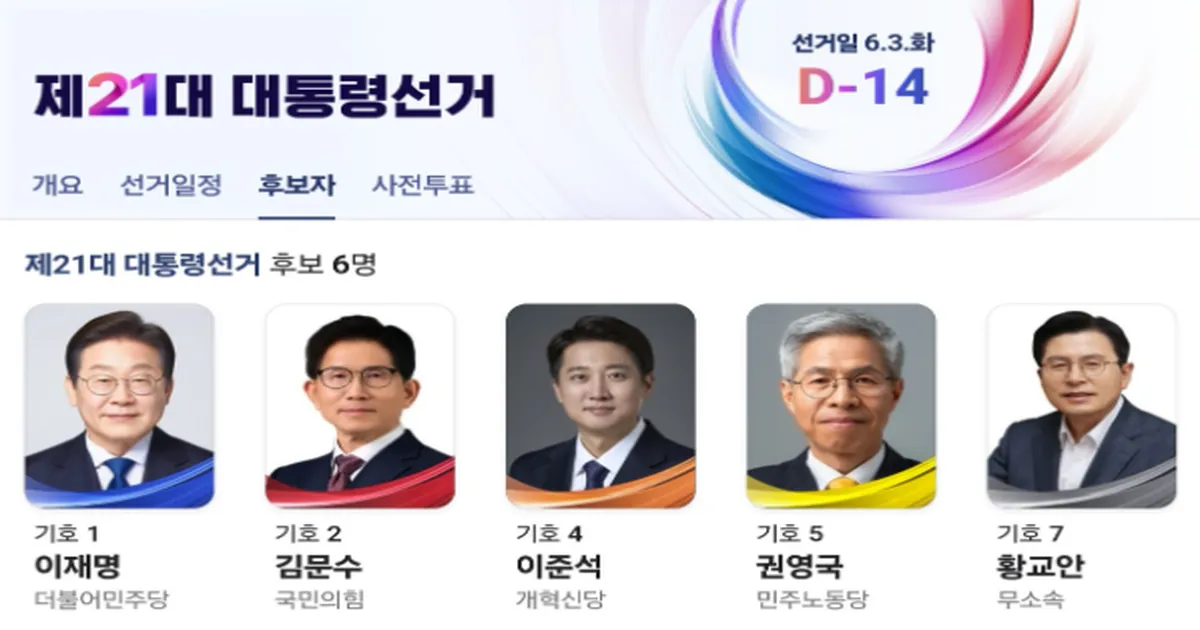 선거일 6.3.화
D-14
제21대 대통령선거
개요 선거일정 후보자 사전투표
제21대 대통령선거 후보 6명
기호 1
이재명
더불어민주당
기호 2
김문수
국민의힘
기호 4
이준석
개혁신당
기호 5
권영국
민주노동당
기호 7
황교안
무소속